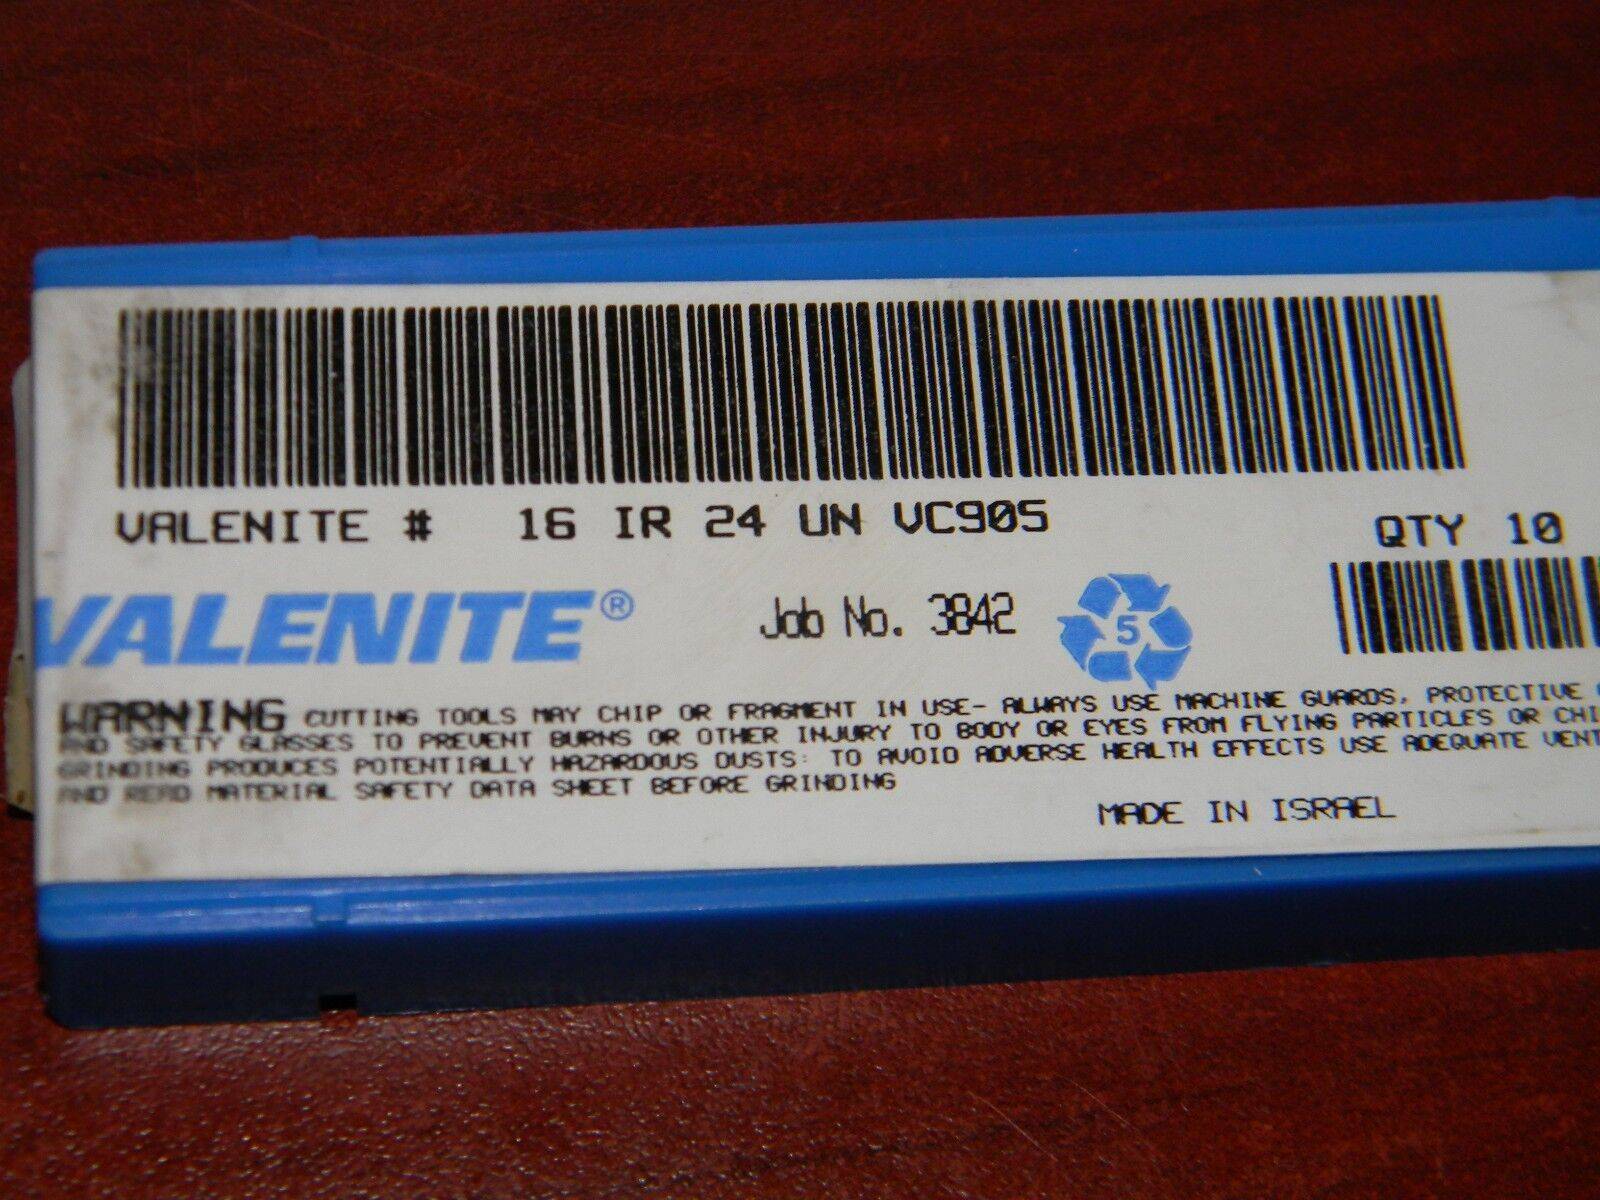 VALENITE # 16 IR 24 UN VC905 QTY 10
VALENITE® Job No. 3842 5
WARNING CUTTING TOOLS MAY CHIP OR FRAGMENT IN USE- ALWAYS USE MACHINE GUARDS, PROTECTIVE
AND SAFETY GLASSES TO PREVENT BURNS OR OTHER INJURY TO BODY OR EYES FROM FLYING PARTICLES OR CHI
GRINDING PRODUCES POTENTIALLY HAZARDOUS DUSTS: TO AVOID ADVERSE HEALTH EFFECTS USE ADEQUATE VENT
AND READ MATERIAL SAFETY DATA SHEET BEFORE GRINDING
MADE IN ISRAEL